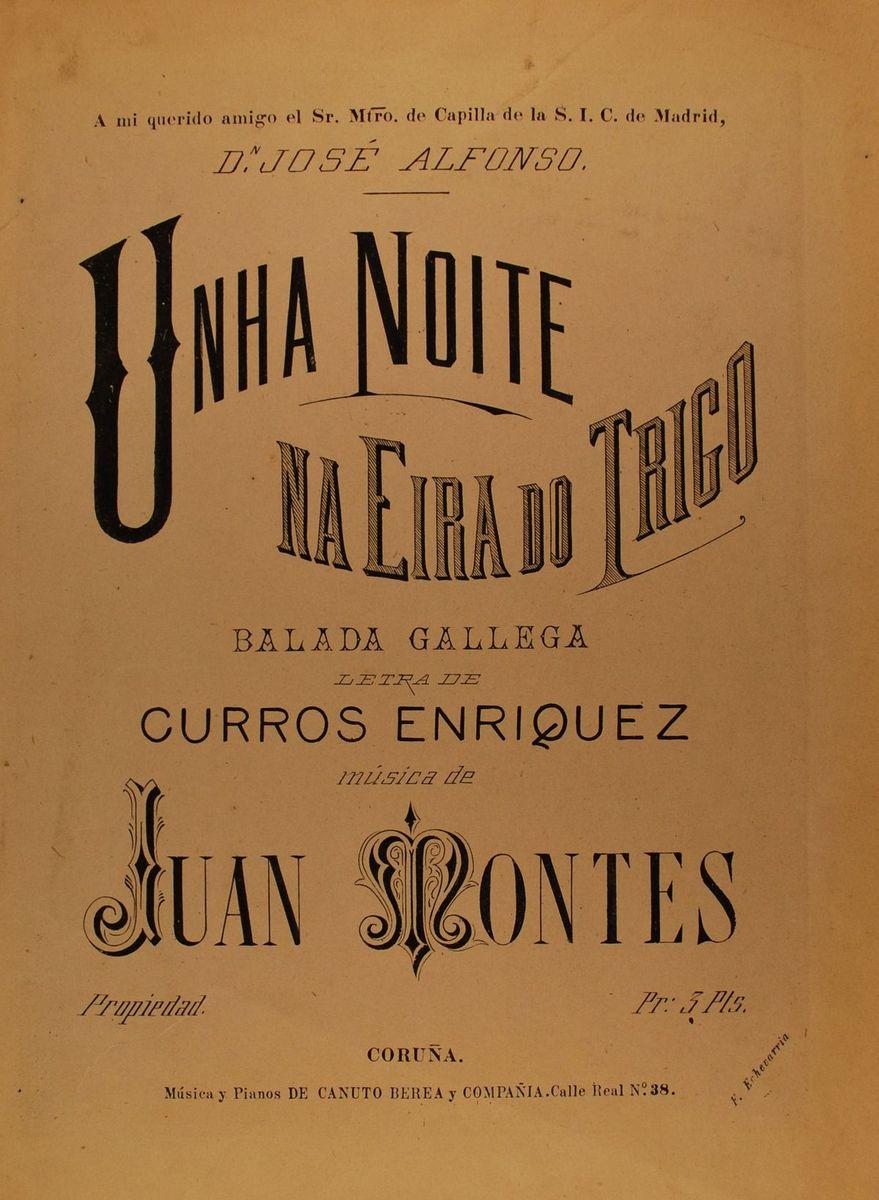 A mi querido amigo el Sr. Mtro. de Capilla de la S. I. C. de Madrid,
D.N JOSÉ ALFONSO.
UNHA NOITE
NA EIRA DO TRIGO
BALADA GALLEGA
LETRA DE
CURROS ENRIQUEZ
música de
JUAN MONTES
Propiedad.
Pr: 3 Pts.
CORUÑA.
Música y Pianos DE CANUTO BEREA y COMPAÑIA. Calle Real Nº. 38.
F. Echevarria